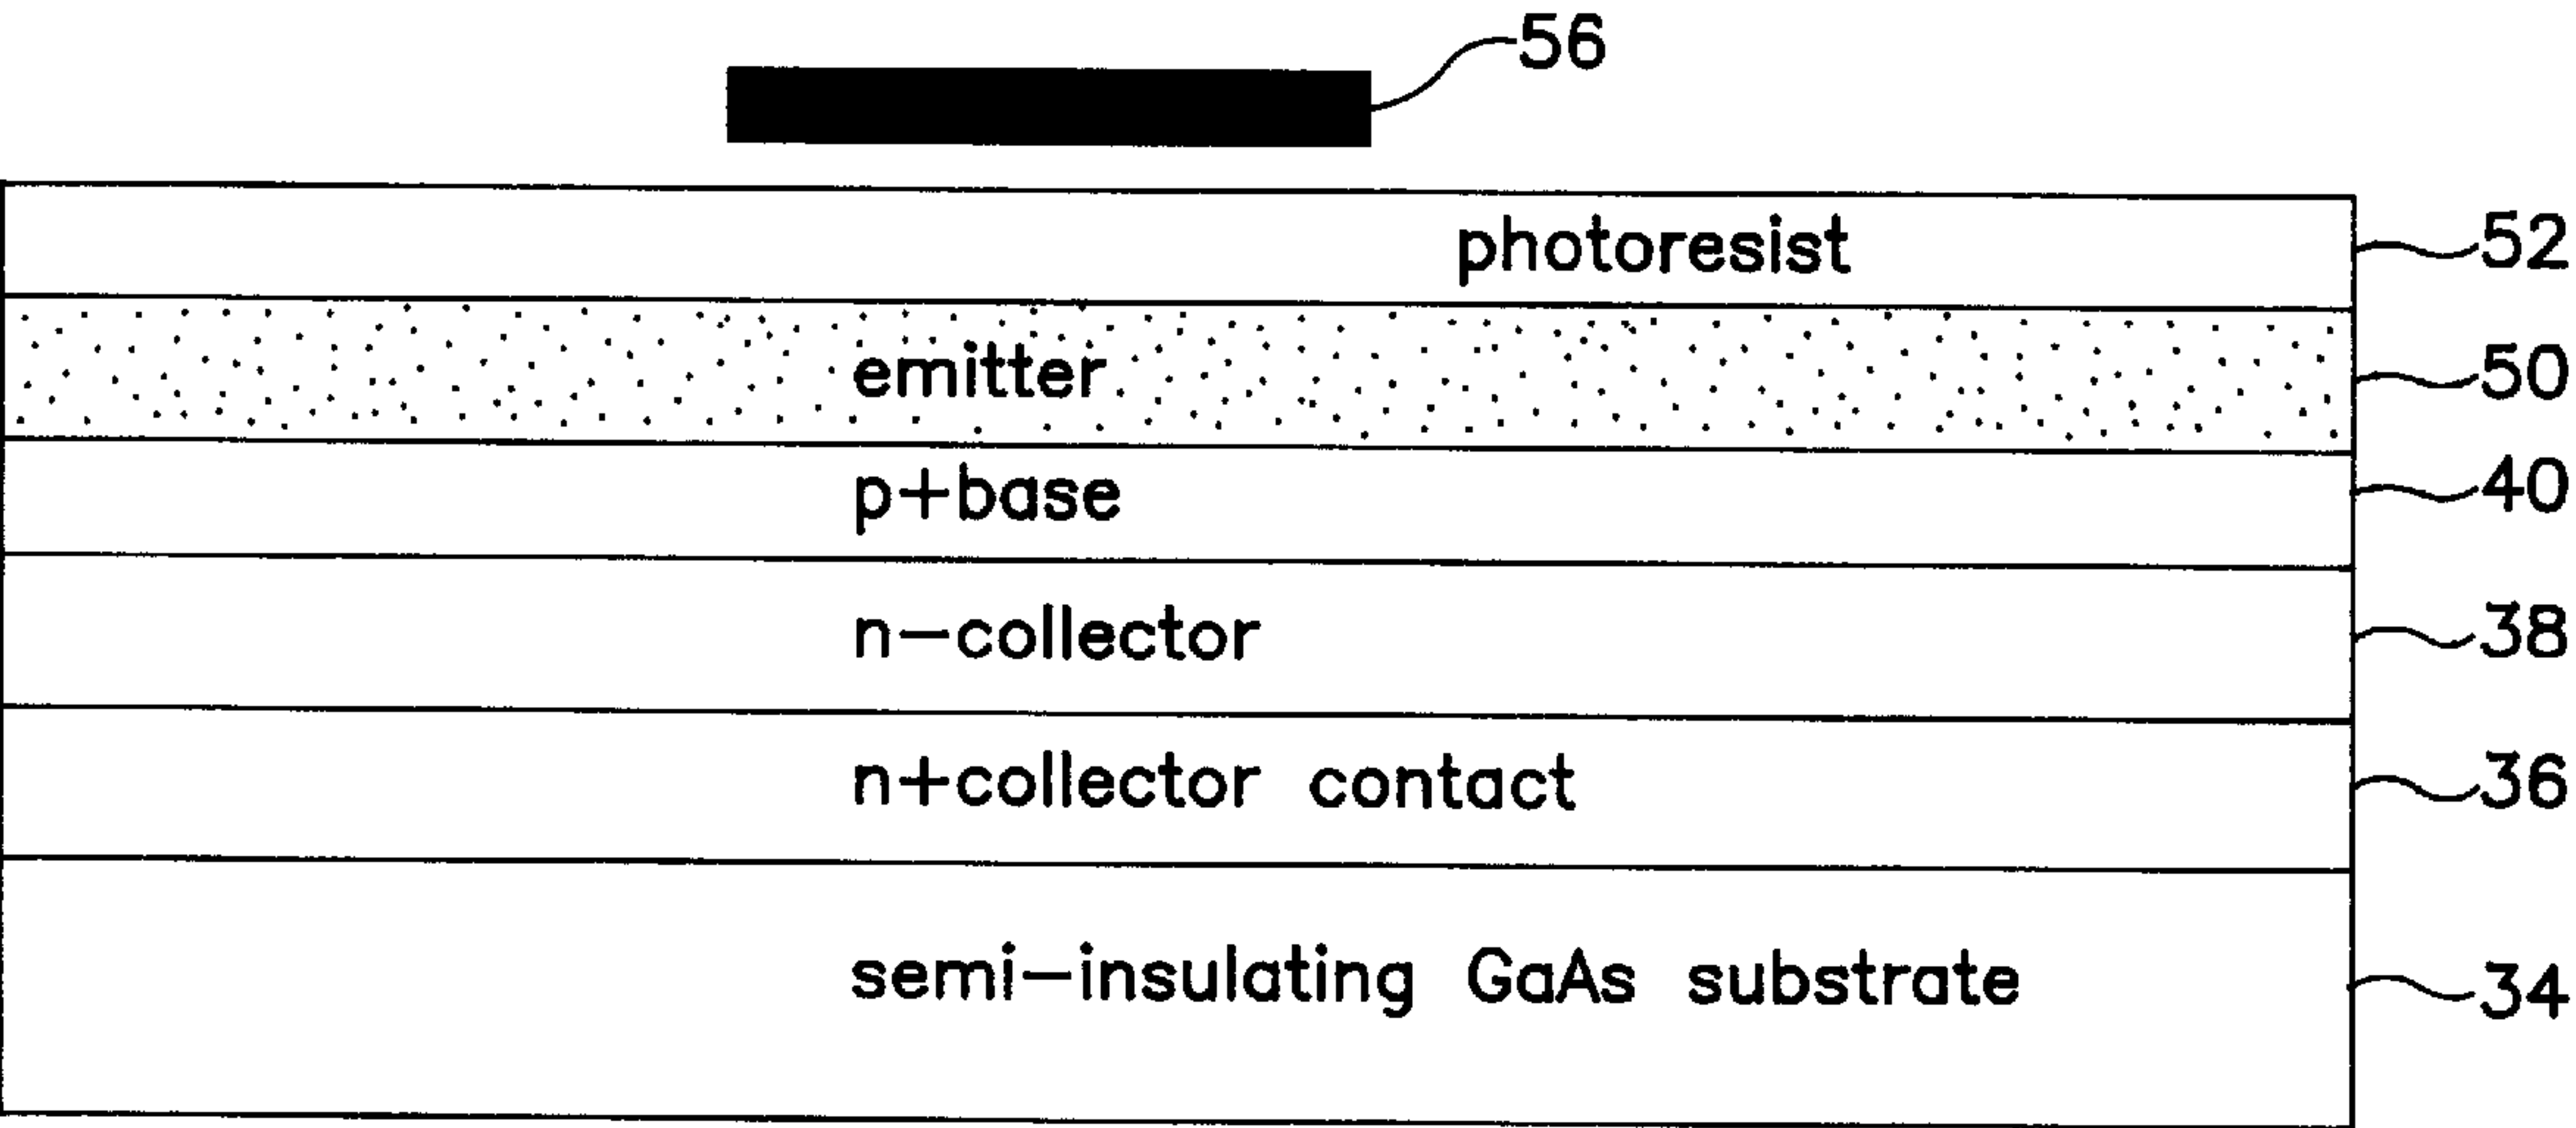 56
photoresist 52
emitter 50
p+base 40
n-collector 38
n+collector contact 36
semi-insulating GaAs substrate 34